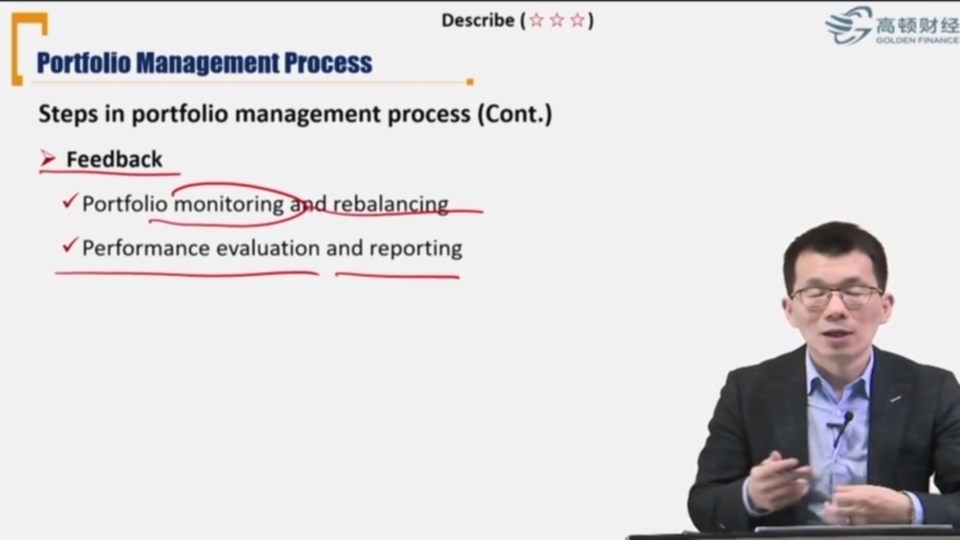 Describe (☆ ☆ ☆)
高顿财经
GOLDEN FINANCE
Portfolio Management Process
Steps in portfolio management process (Cont.)
➢ Feedback
✓Portfolio monitoring and rebalancing
✓Performance evaluation and reporting